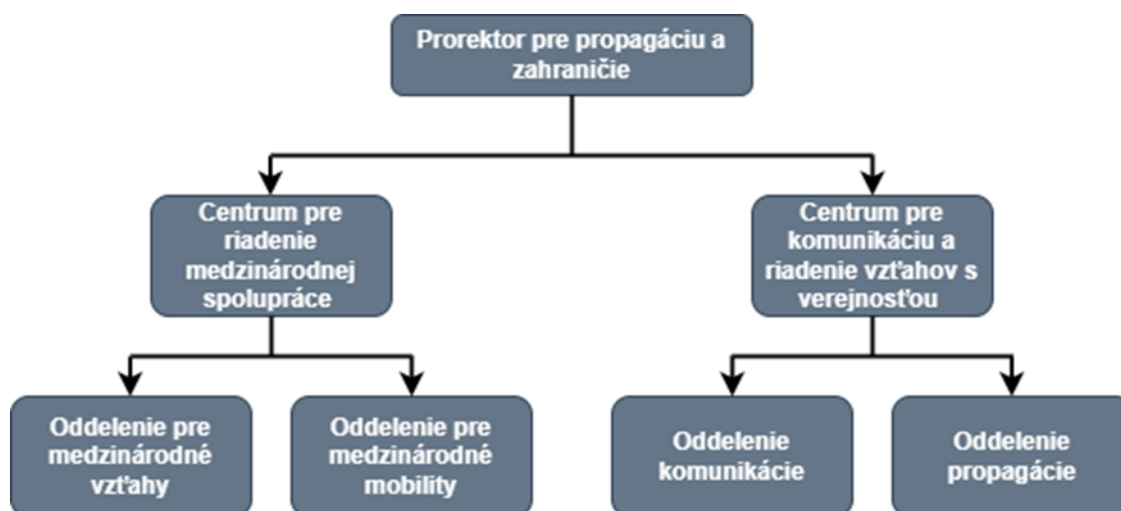 Prorektor pre propagáciu a
zahraničie
Centrum pre
riadenie
medzinárodnej
spolupráce
Centrum pre
komunikáciu a
riadenie vzťahov s
verejnosťou
Oddelenie pre
medzinárodné
vzťahy
Oddelenie pre
medzinárodné
mobility
Oddelenie
komunikácie
Oddelenie
propagácie